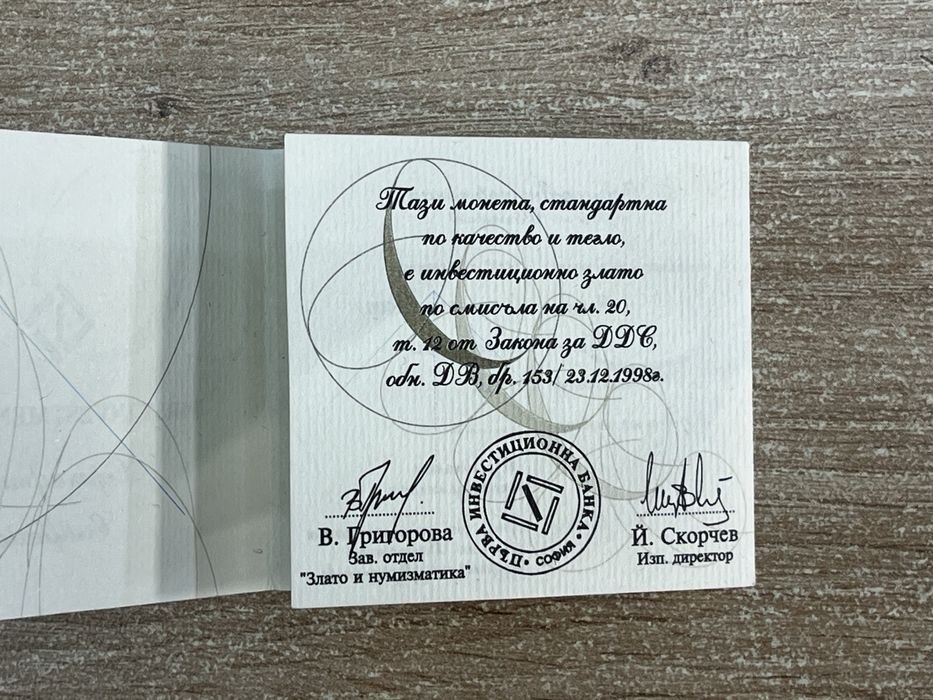 Тази монета, стандартна
по качество и тегло,
е инвестиционно злато
по смисъла на чл. 20,
т. 12 от Закона за ДДС,
обн. ДВ, бр. 153/ 23.12.1998г.
ПЪРВА ИНВЕСТИЦИОННА БАНКА
• СОФИЯ •
В. Григорова
Зав. отдел
"Злато и нумизматика"
Й. Скорчев
Изп. директор